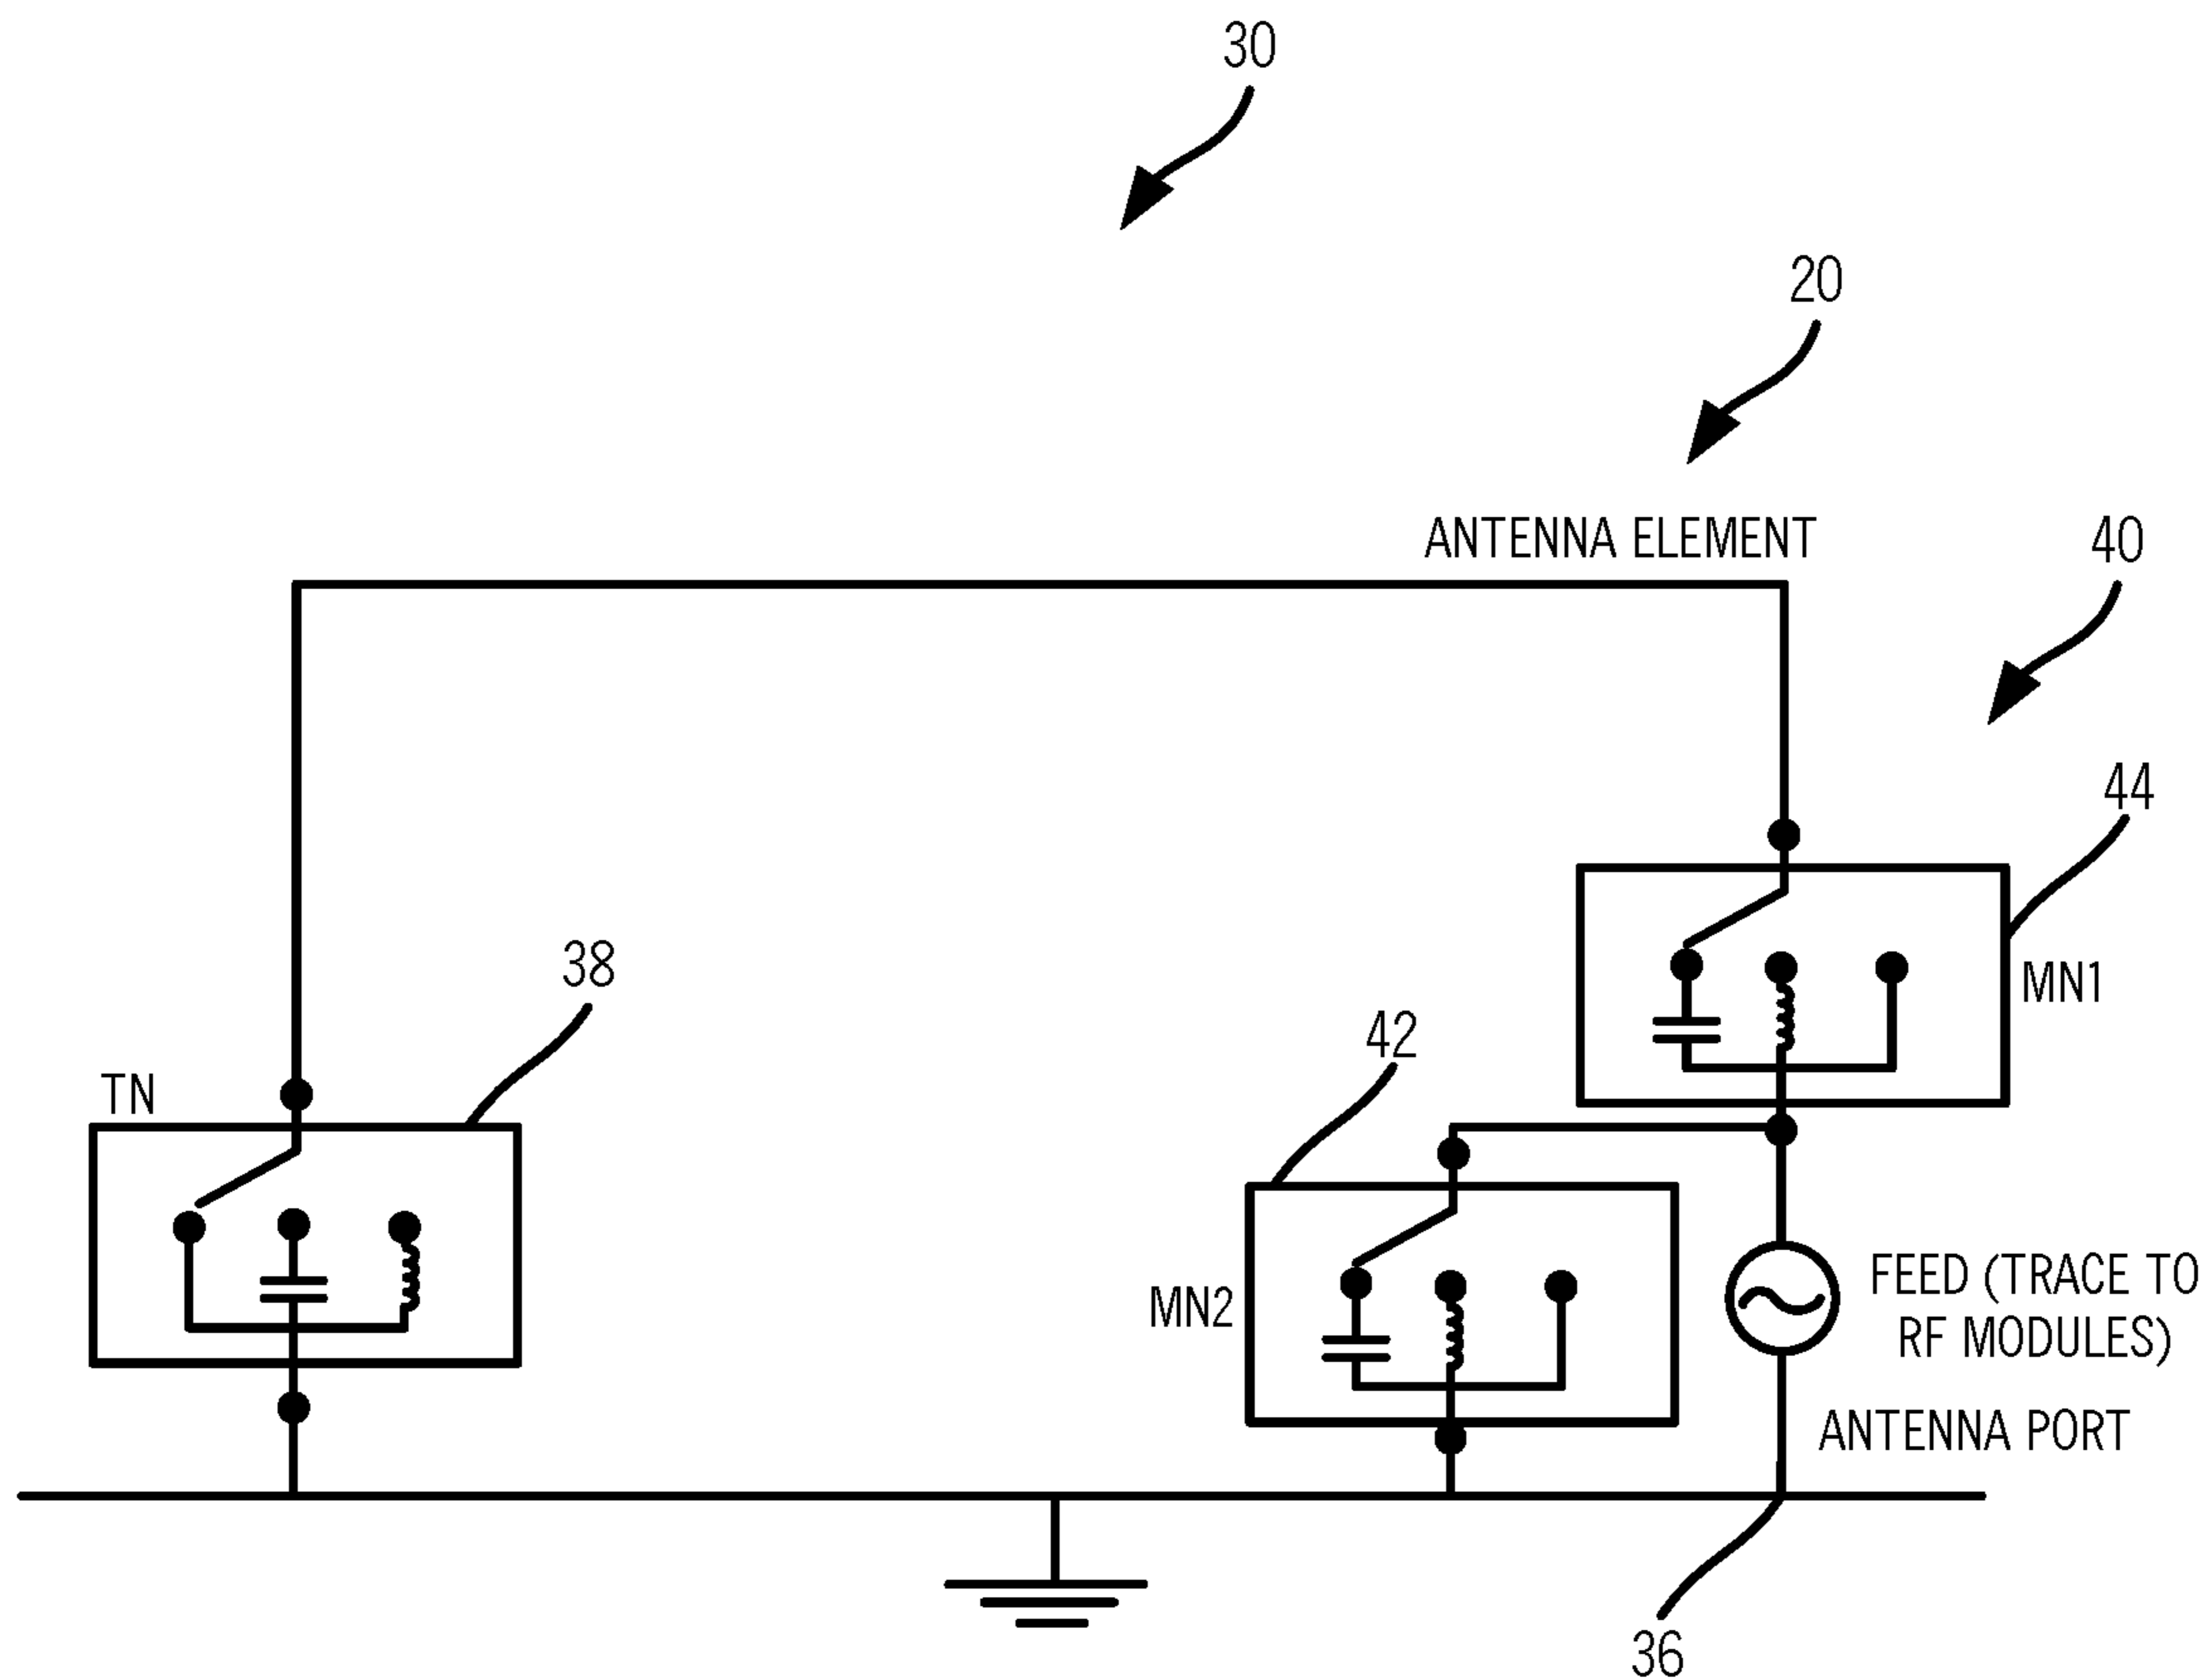 30
20
ANTENNA ELEMENT
40
44
38
MN1
42
TN
FEED (TRACE TO
RF MODULES)
MN2
ANTENNA PORT
36